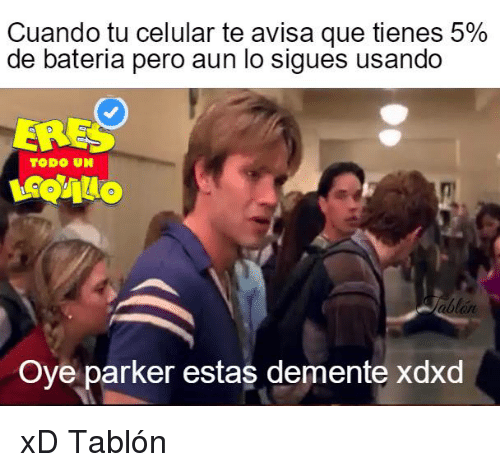 Cuando tu celular te avisa que tienes 5%
de bateria pero aun lo sigues usando
ERES
TODO UN
LOQUILLO
Tablón
Oye parker estas demente xdxd
xD Tablón